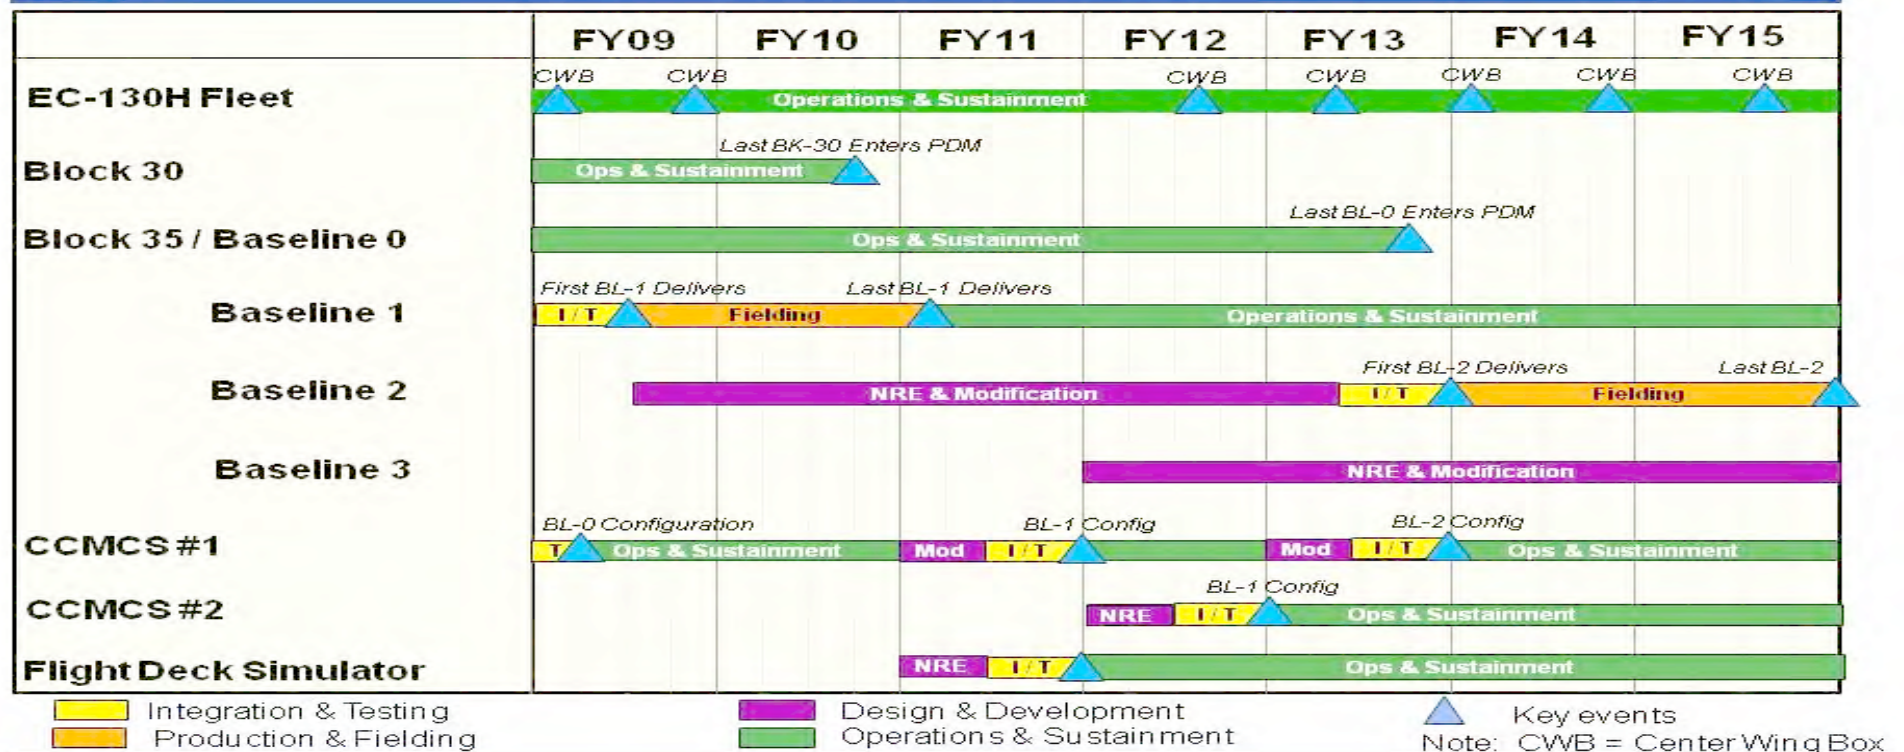 FY09 FY10 FY11 FY12 FY13 FY14 FY15
CWB CWB CWB CWB CWB CWB CWB
EC-130H Fleet Operations & Sustainment
Last BK-30 Enters PDM
Block 30 Ops & Sustainment
Last BL-0 Enters PDM
Block 35 / Baseline 0 Ops & Sustainment
First BL-1 Delivers Last BL-1 Delivers
Baseline 1 I / T Fielding Operations & Sustainment
First BL-2 Delivers Last BL-2
Baseline 2 NRE & Modification I / T Fielding
Baseline 3 NRE & Modification
BL-0 Configuration BL-1 Config BL-2 Config
CCMCS #1 T Ops & Sustainment Mod I / T Mod I / T Ops & Sustainment
BL-1 Config
CCMCS #2 NRE I / T Ops & Sustainment
Flight Deck Simulator NRE I / T Ops & Sustainment
Integration & Testing Design & Development Key events
Production & Fielding Operations & Sustainment Note: CWB = Center Wing Box